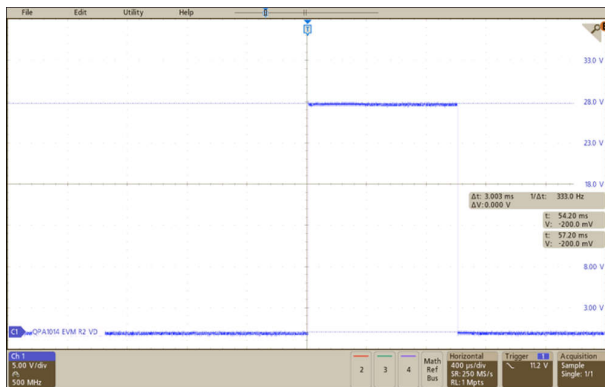 File Edit Utility Help
T
33.0 V
28.0 V
23.0 V
18.0 V
Δt: 3.003 ms 1/Δt: 333.0 Hz
ΔV: 0.000 V
t: 54.20 ms
V: -200.0 mV
t: 57.20 ms
V: -200.0 mV
8.00 V
3.00 V
C1 QPA1014 EVM R2 VD
Ch 1
5.00 V/div
500 MHz
2 3 4
Math
Ref
Bus
Horizontal
400 µs/div
SR: 250 MS/s
RL: 1 Mpts
Trigger 1
11.2 V
Acquisition
Sample
Single: 1/1